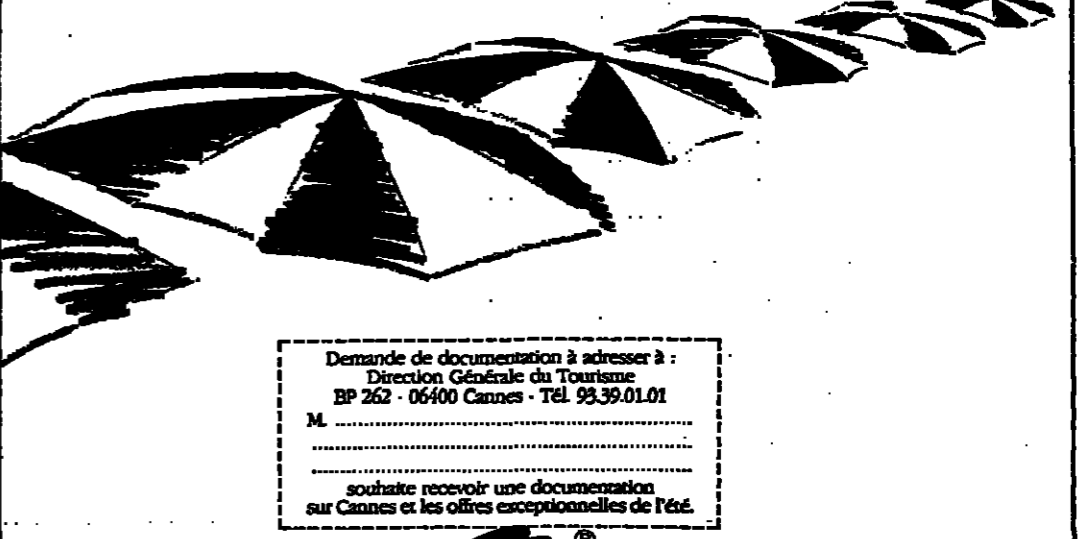 Demande de documentation à adresser à :
Direction Générale du Tourisme
BP 262 - 06400 Cannes - Tél. 93.39.01.01
M. ..........
souhaite recevoir une documentation
sur Cannes et les offres exceptionnelles de l'été.
®